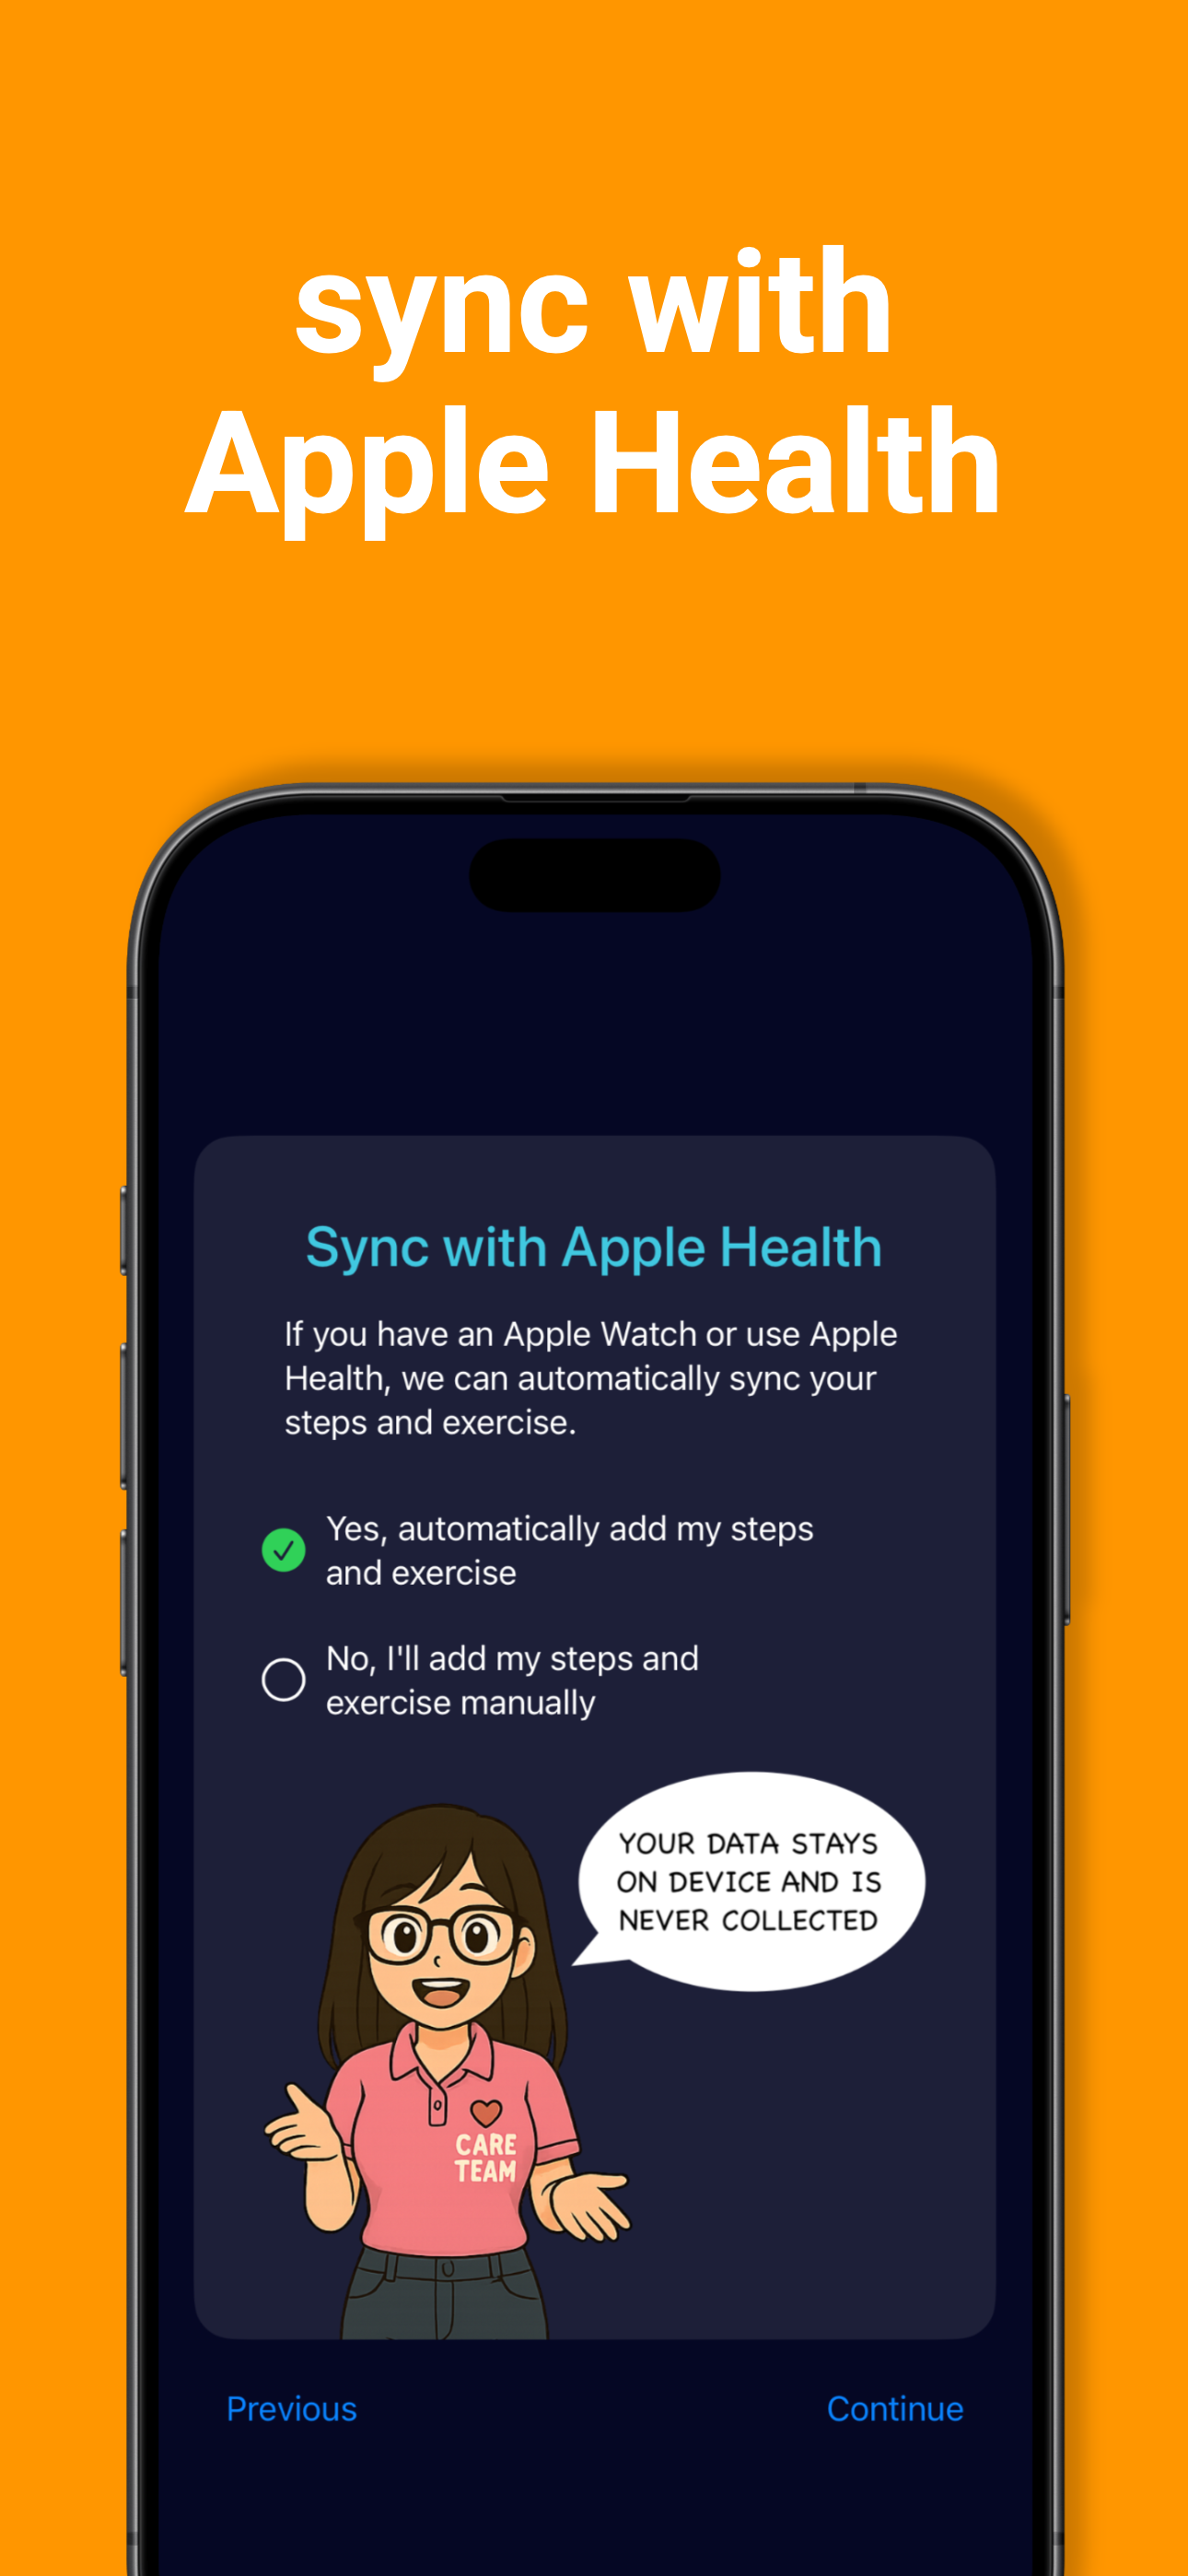 sync with
Apple Health
Sync with Apple Health
If you have an Apple Watch or use Apple
Health, we can automatically sync your
steps and exercise.
Yes, automatically add my steps
and exercise
No, I'll add my steps and
exercise manually
YOUR DATA STAYS
ON DEVICE AND IS
NEVER COLLECTED
CARE
TEAM
Previous
Continue